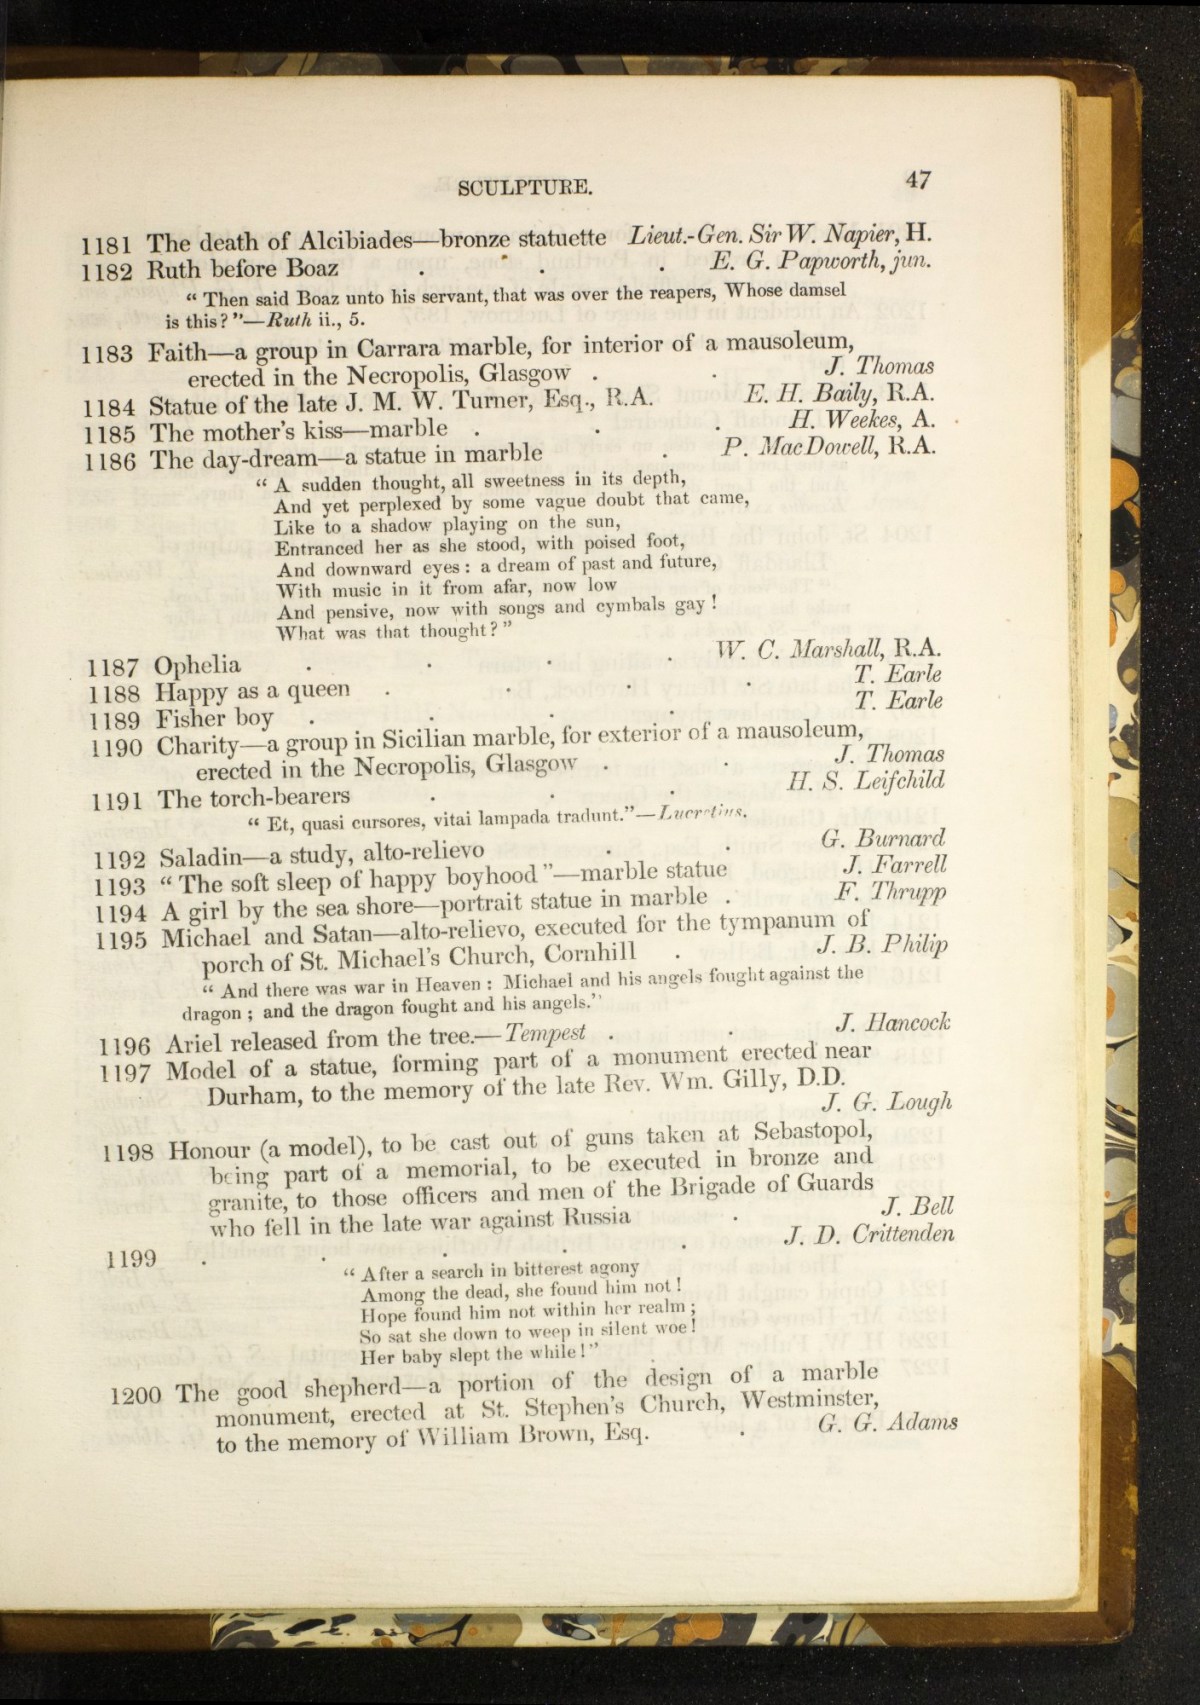 SCULPTURE. 47
1181 The death of Alcibiades—bronze statuette Lieut.-Gen. Sir W. Napier, H.
1182 Ruth before Boaz . . . E. G. Papworth, jun.
“ Then said Boaz unto his servant, that was over the reapers, Whose damsel
is this ? ”—Ruth ii., 5.
1183 Faith—a group in Carrara marble, for interior of a mausoleum,
erected in the Necropolis, Glasgow . . J. Thomas
1184 Statue of the late J. M. W. Turner, Esq., R.A. E. H. Baily, R.A.
1185 The mother’s kiss—marble . . . H. Weekes, A.
1186 The day-dream—a statue in marble . P. MacDowell, R.A.
“ A sudden thought, all sweetness in its depth,
And yet perplexed by some vague doubt that came,
Like to a shadow playing on the sun,
Entranced her as she stood, with poised foot,
And downward eyes : a dream of past and future,
With music in it from afar, now low
And pensive, now with songs and cymbals gay !
What was that thought ? ”
1187 Ophelia . . . . W. C. Marshall, R.A.
1188 Happy as a queen . . . . T. Earle
1189 Fisher boy . . . . T. Earle
1190 Charity—a group in Sicilian marble, for exterior of a mausoleum,
erected in the Necropolis, Glasgow . . J. Thomas
1191 The torch-bearers . . . H. S. Leifchild
“ Et, quasi cursores, vitai lampada tradunt.”—Lucretius.
1192 Saladin—a study, alto-relievo . . G. Burnard
1193 “ The soft sleep of happy boyhood ”—marble statue J. Farrell
1194 A girl by the sea shore—portrait statue in marble . F. Thrupp
1195 Michael and Satan—alto-relievo, executed for the tympanum of
porch of St. Michael’s Church, Cornhill . J. B. Philip
“ And there was war in Heaven : Michael and his angels fought against the
dragon ; and the dragon fought and his angels.”
1196 Ariel released from the tree.—Tempest . . J. Hancock
1197 Model of a statue, forming part of a monument erected near
Durham, to the memory of the late Rev. Wm. Gilly, D.D.
J. G. Lough
1198 Honour (a model), to be cast out of guns taken at Sebastopol,
being part of a memorial, to be executed in bronze and
granite, to those officers and men of the Brigade of Guards
who fell in the late war against Russia . J. Bell
1199 . . . . . J. D. Crittenden
“ After a search in bitterest agony
Among the dead, she found him not !
Hope found him not within her realm ;
So sat she down to weep in silent woe !
Her baby slept the while ! ”
1200 The good shepherd—a portion of the design of a marble
monument, erected at St. Stephen’s Church, Westminster,
to the memory of William Brown, Esq. . G. G. Adams